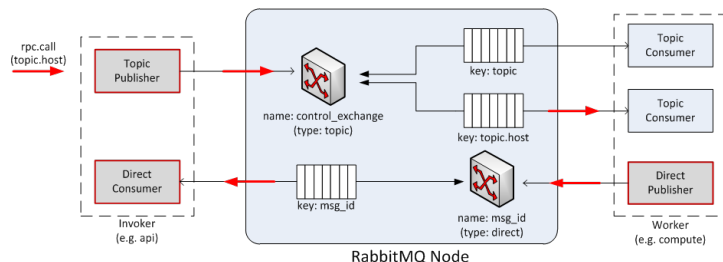 rpc.call
(topic.host)
Topic
Publisher
name: control_exchange
(type: topic)
key: topic
key: topic.host
Topic
Consumer
Topic
Consumer
Direct
Consumer
key: msg_id
name: msg_id
(type: direct)
Direct
Publisher
Invoker
(e.g. api)
Worker
(e.g. compute)
RabbitMQ Node